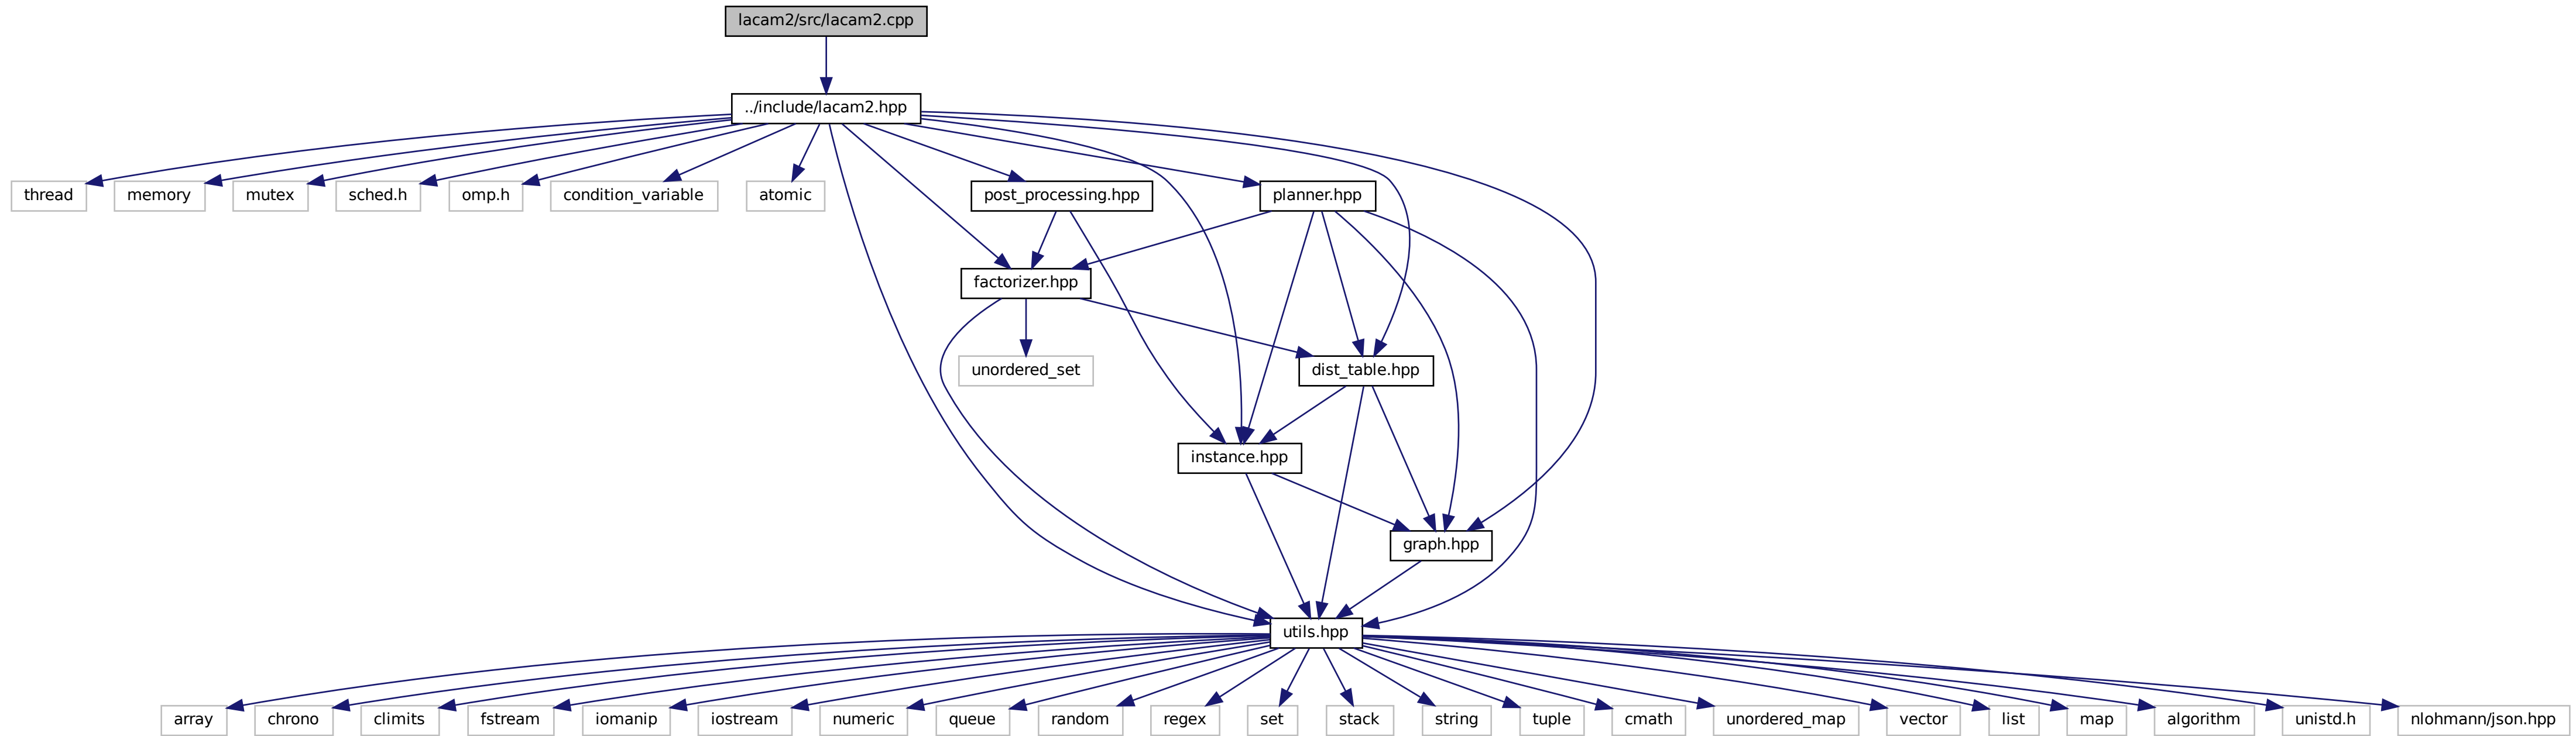 lacam2/src/lacam2.cpp
../include/lacam2.hpp
thread
memory
mutex
sched.h
omp.h
condition_variable
atomic
post_processing.hpp
planner.hpp
factorizer.hpp
unordered_set
dist_table.hpp
instance.hpp
graph.hpp
utils.hpp
array
chrono
climits
fstream
iomanip
iostream
numeric
queue
random
regex
set
stack
string
tuple
cmath
unordered_map
vector
list
map
algorithm
unistd.h
nlohmann/json.hpp